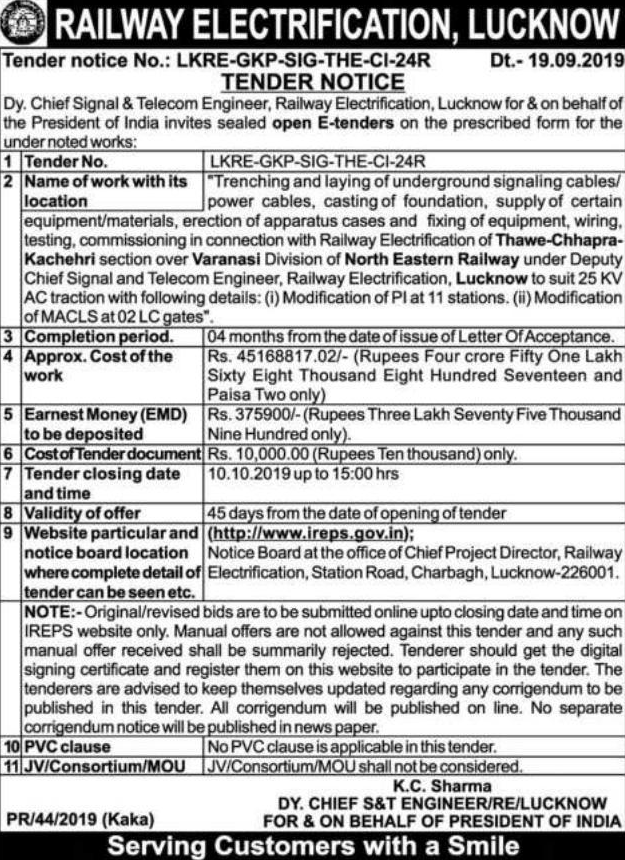 RAILWAY ELECTRIFICATION, LUCKNOW
Tender notice No.: LKRE-GKP-SIG-THE-CI-24R Dt.- 19.09.2019
TENDER NOTICE
Dy. Chief Signal & Telecom Engineer, Railway Electrification, Lucknow for & on behalf of
the President of India invites sealed open E-tenders on the prescribed form for the
under noted works:
1 Tender No. LKRE-GKP-SIG-THE-CI-24R
2 Name of work with its "Trenching and laying of underground signaling cables/
location power cables, casting of foundation, supply of certain
equipment/materials, erection of apparatus cases and fixing of equipment, wiring,
testing, commissioning in connection with Railway Electrification of Thawe-Chhapra-
Kachehri section over Varanasi Division of North Eastern Railway under Deputy
Chief Signal and Telecom Engineer, Railway Electrification, Lucknow to suit 25 KV
AC traction with following details: (i) Modification of PI at 11 stations. (ii) Modification
of MACLS at 02 LC gates".
3 Completion period. 04 months from the date of issue of Letter Of Acceptance.
4 Approx. Cost of the Rs. 45168817.02/- (Rupees Four crore Fifty One Lakh
work Sixty Eight Thousand Eight Hundred Seventeen and
Paisa Two only)
5 Earnest Money (EMD) Rs. 375900/- (Rupees Three Lakh Seventy Five Thousand
to be deposited Nine Hundred only).
6 Cost of Tender document Rs. 10,000.00 (Rupees Ten thousand) only.
7 Tender closing date 10.10.2019 up to 15:00 hrs
and time
8 Validity of offer 45 days from the date of opening of tender
9 Website particular and (http://www.ireps.gov.in);
notice board location Notice Board at the office of Chief Project Director, Railway
where complete detail of Electrification, Station Road, Charbagh, Lucknow-226001.
tender can be seen etc.
NOTE:- Original/revised bids are to be submitted online upto closing date and time on
IREPS website only. Manual offers are not allowed against this tender and any such
manual offer received shall be summarily rejected. Tenderer should get the digital
signing certificate and register them on this website to participate in the tender. The
tenderers are advised to keep themselves updated regarding any corrigendum to be
published in this tender. All corrigendum will be published on line. No separate
corrigendum notice will be published in news paper.
10 PVC clause No PVC clause is applicable in this tender.
11 JV/Consortium/MOU JV/Consortium/MOU shall not be considered.
K.C. Sharma
DY. CHIEF S&T ENGINEER/RE/LUCKNOW
PR/44/2019 (Kaka) FOR & ON BEHALF OF PRESIDENT OF INDIA
Serving Customers with a Smile